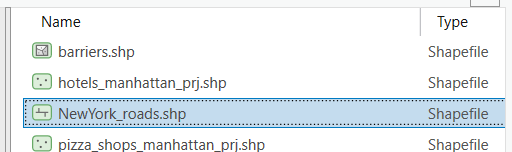 Name Type
barriers.shp Shapefile
hotels_manhattan_prj.shp Shapefile
NewYork_roads.shp Shapefile
pizza_shops_manhattan_prj.shp Shapefile